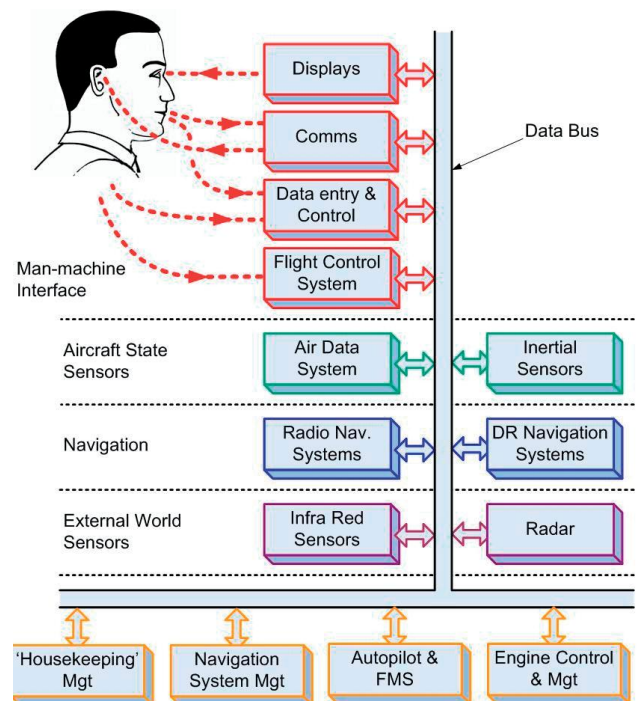 Displays
Comms
Data Bus
Data entry &
Control
Man-machine
Interface
Flight Control
System
Aircraft State
Sensors
Air Data
System
Inertial
Sensors
Navigation
Radio Nav.
Systems
DR Navigation
Systems
External World
Sensors
Infra Red
Sensors
Radar
'Housekeeping'
Mgt
Navigation
System Mgt
Autopilot &
FMS
Engine Control
& Mgt